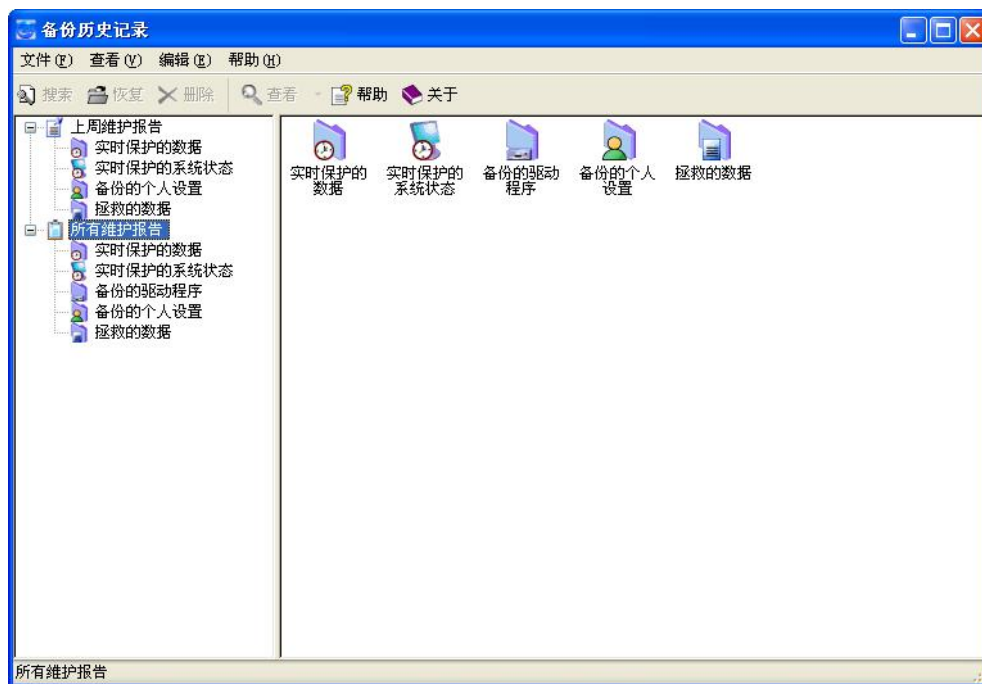 备份历史记录
文件(F) 查看(V) 编辑(E) 帮助(H)
搜索 恢复 删除 查看 帮助 关于
上周维护报告
实时保护的数据
实时保护的系统状态
备份的个人设置
拯救的数据
所有维护报告
实时保护的数据
实时保护的系统状态
备份的驱动程序
备份的个人设置
拯救的数据
实时保护的
数据
实时保护的
系统状态
备份的驱动
程序
备份的个人
设置
拯救的数据
所有维护报告